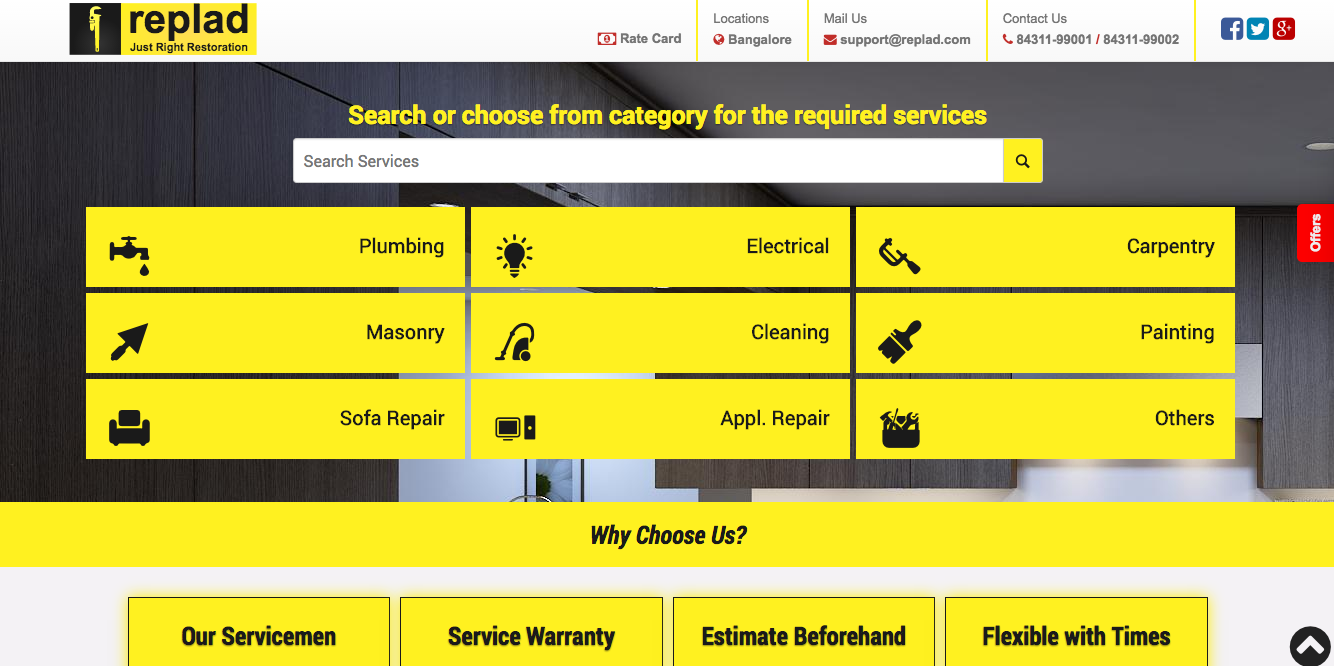 replad
Just Right Restoration
Rate Card
Locations
Bangalore
Mail Us
support@replad.com
Contact Us
84311-99001 / 84311-99002
Search or choose from category for the required services
Search Services
Offers
Plumbing
Electrical
Carpentry
Masonry
Cleaning
Painting
Sofa Repair
Appl. Repair
Others
Why Choose Us?
Our Servicemen
Service Warranty
Estimate Beforehand
Flexible with Times